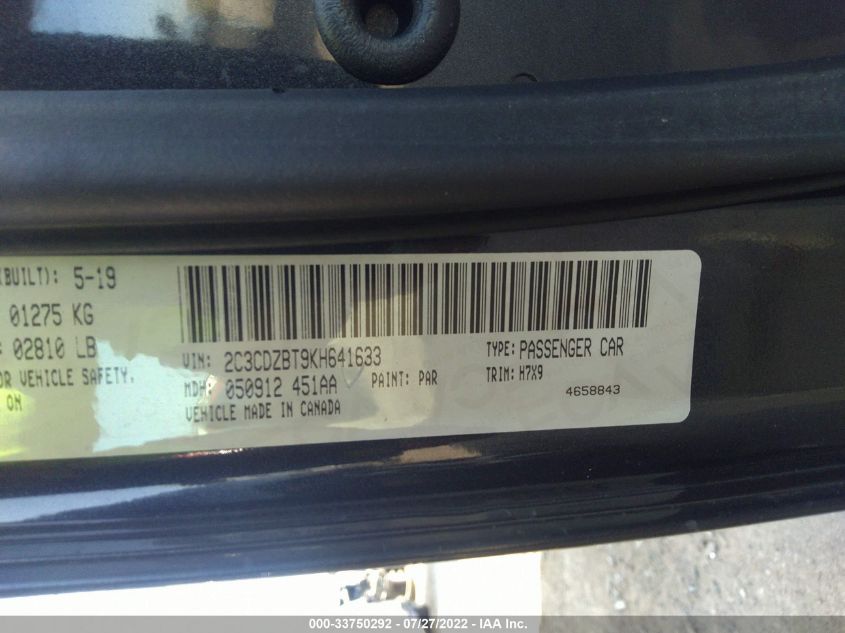 (BUILT): 5-19
01275 KG
02810 LB
OR VEHICLE SAFETY,
ON
VIN: 2C3CDZBT9KH641633
TYPE: PASSENGER CAR
MDH: 050912 451AA
PAINT: PAR
TRIM: H7X9
VEHICLE MADE IN CANADA
4658843
000-33750292 - 07/27/2022 - IAA Inc.